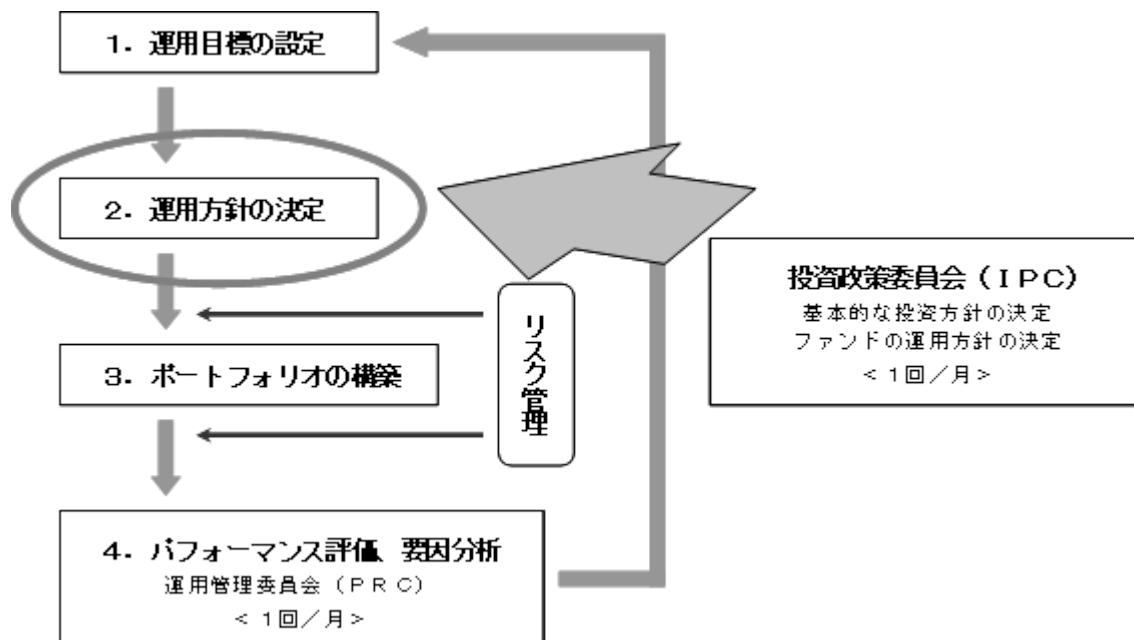 1. 運用目標の設定
2. 運用方針の決定
3. ポートフォリオの構築
4. パフォーマンス評価、要因分析
運用管理委員会(PRC)
<1回/月>
リスク管理
投資政策委員会(IPC)
基本的な投資方針の決定
ファンドの運用方針の決定
<1回/月>